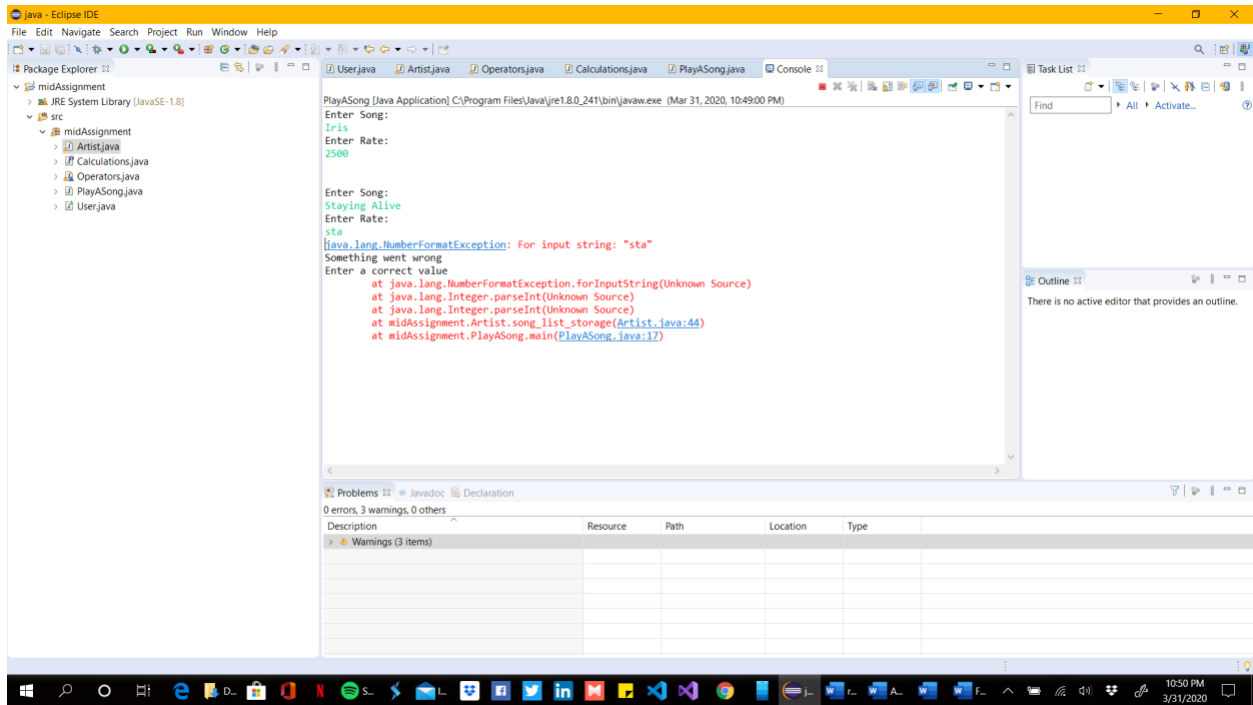 java - Eclipse IDE
File Edit Navigate Search Project Run Window Help
Package Explorer
midAssignment
JRE System Library [JavaSE-1.8]
src
midAssignment
Artist.java
Calculations.java
Operators.java
PlayASong.java
User.java
User.java Artist.java Operators.java Calculations.java PlayASong.java Console
PlayASong [Java Application] C:\Program Files\Java\jre1.8.0_241\bin\javaw.exe (Mar 31, 2020, 10:49:00 PM)
Enter Song:
Iris
Enter Rate:
2500
Enter Song:
Staying Alive
Enter Rate:
sta
java.lang.NumberFormatException: For input string: "sta"
Something went wrong
Enter a correct value
at java.lang.NumberFormatException.forInputString(Unknown Source)
at java.lang.Integer.parseInt(Unknown Source)
at java.lang.Integer.parseInt(Unknown Source)
at midAssignment.Artist.song_list_storage(Artist.java:44)
at midAssignment.PlayASong.main(PlayASong.java:17)
Task List
Find All Activate...
Outline
There is no active editor that provides an outline.
Problems Javadoc Declaration
0 errors, 3 warnings, 0 others
Description Resource Path Location Type
Warnings (3 items)
D... S... L... j... r... A... F...
10:50 PM
3/31/2020